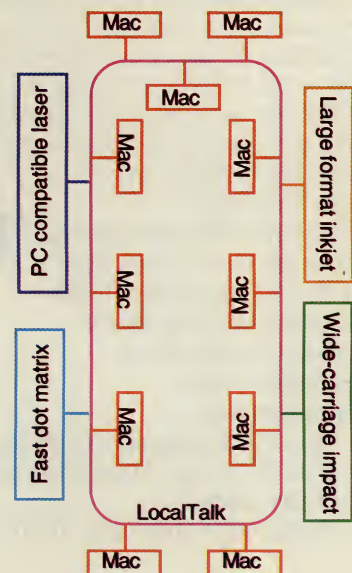 Mac
Mac
Mac
PC compatible laser
Mac
Mac
Large format inkjet
Mac
Mac
Fast dot matrix
Mac
Mac
Wide-carriage impact
LocalTalk
Mac
Mac